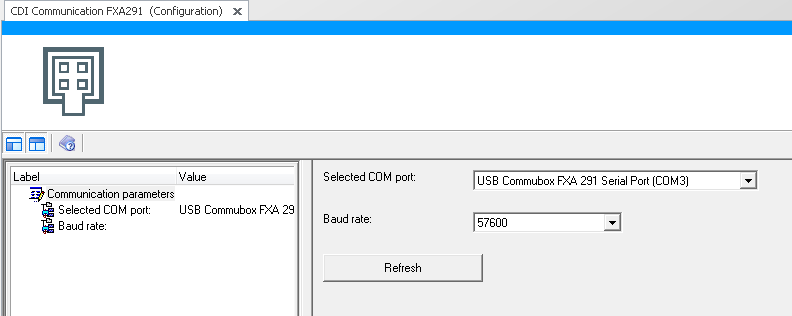 CDI Communication FXA291 (Configuration)
Label Value
Communication parameters
Selected COM port: USB Commubox FXA 29
Baud rate:
Selected COM port: USB Commubox FXA 291 Serial Port (COM3)
Baud rate: 57600
Refresh